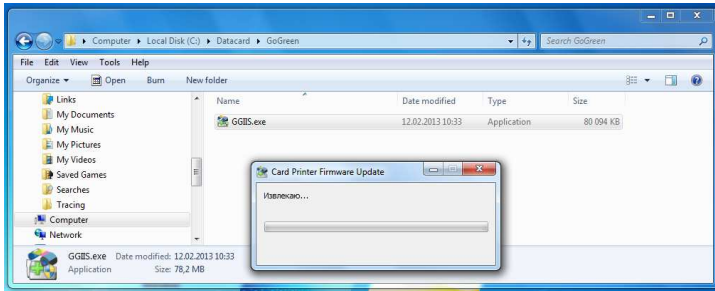 Computer ▸ Local Disk (C:) ▸ Datacard ▸ GoGreen
Search GoGreen
File Edit View Tools Help
Organize Open Burn New folder
Links
My Documents
My Music
My Pictures
My Videos
Saved Games
Searches
Tracing
Computer
Network
Name Date modified Type Size
GGIIS.exe 12.02.2013 10:33 Application 80 094 KB
Card Printer Firmware Update
Извлекаю...
GGIIS.exe Date modified: 12.02.2013 10:33
Application Size: 78,2 MB